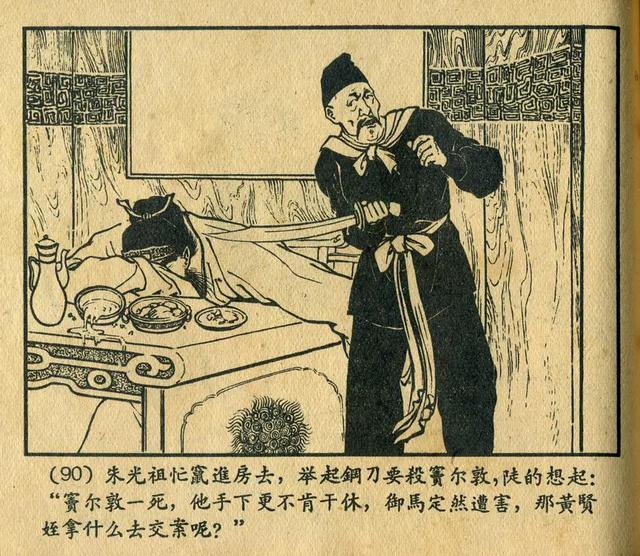 (90) 朱光祖忙竄進房去，舉起鋼刀要殺竇尔敦，陡的想起：
“竇尔敦一死，他手下更不肯干休，御馬定然遭害，那黃賢
姪拿什么去交案呢？”